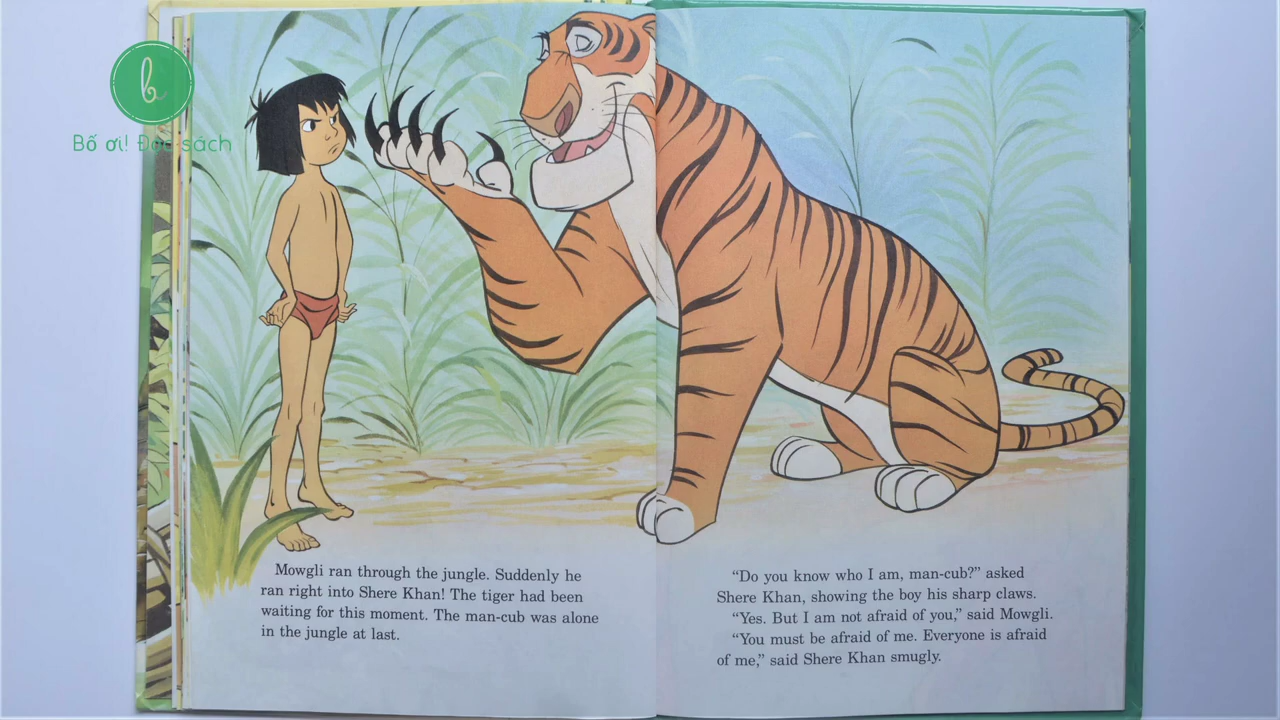 b
Bố ơi! Đọc sách
Mowgli ran through the jungle. Suddenly he
ran right into Shere Khan! The tiger had been
waiting for this moment. The man-cub was alone
in the jungle at last.
“Do you know who I am, man-cub?” asked
Shere Khan, showing the boy his sharp claws.
“Yes. But I am not afraid of you,” said Mowgli.
“You must be afraid of me. Everyone is afraid
of me,” said Shere Khan smugly.